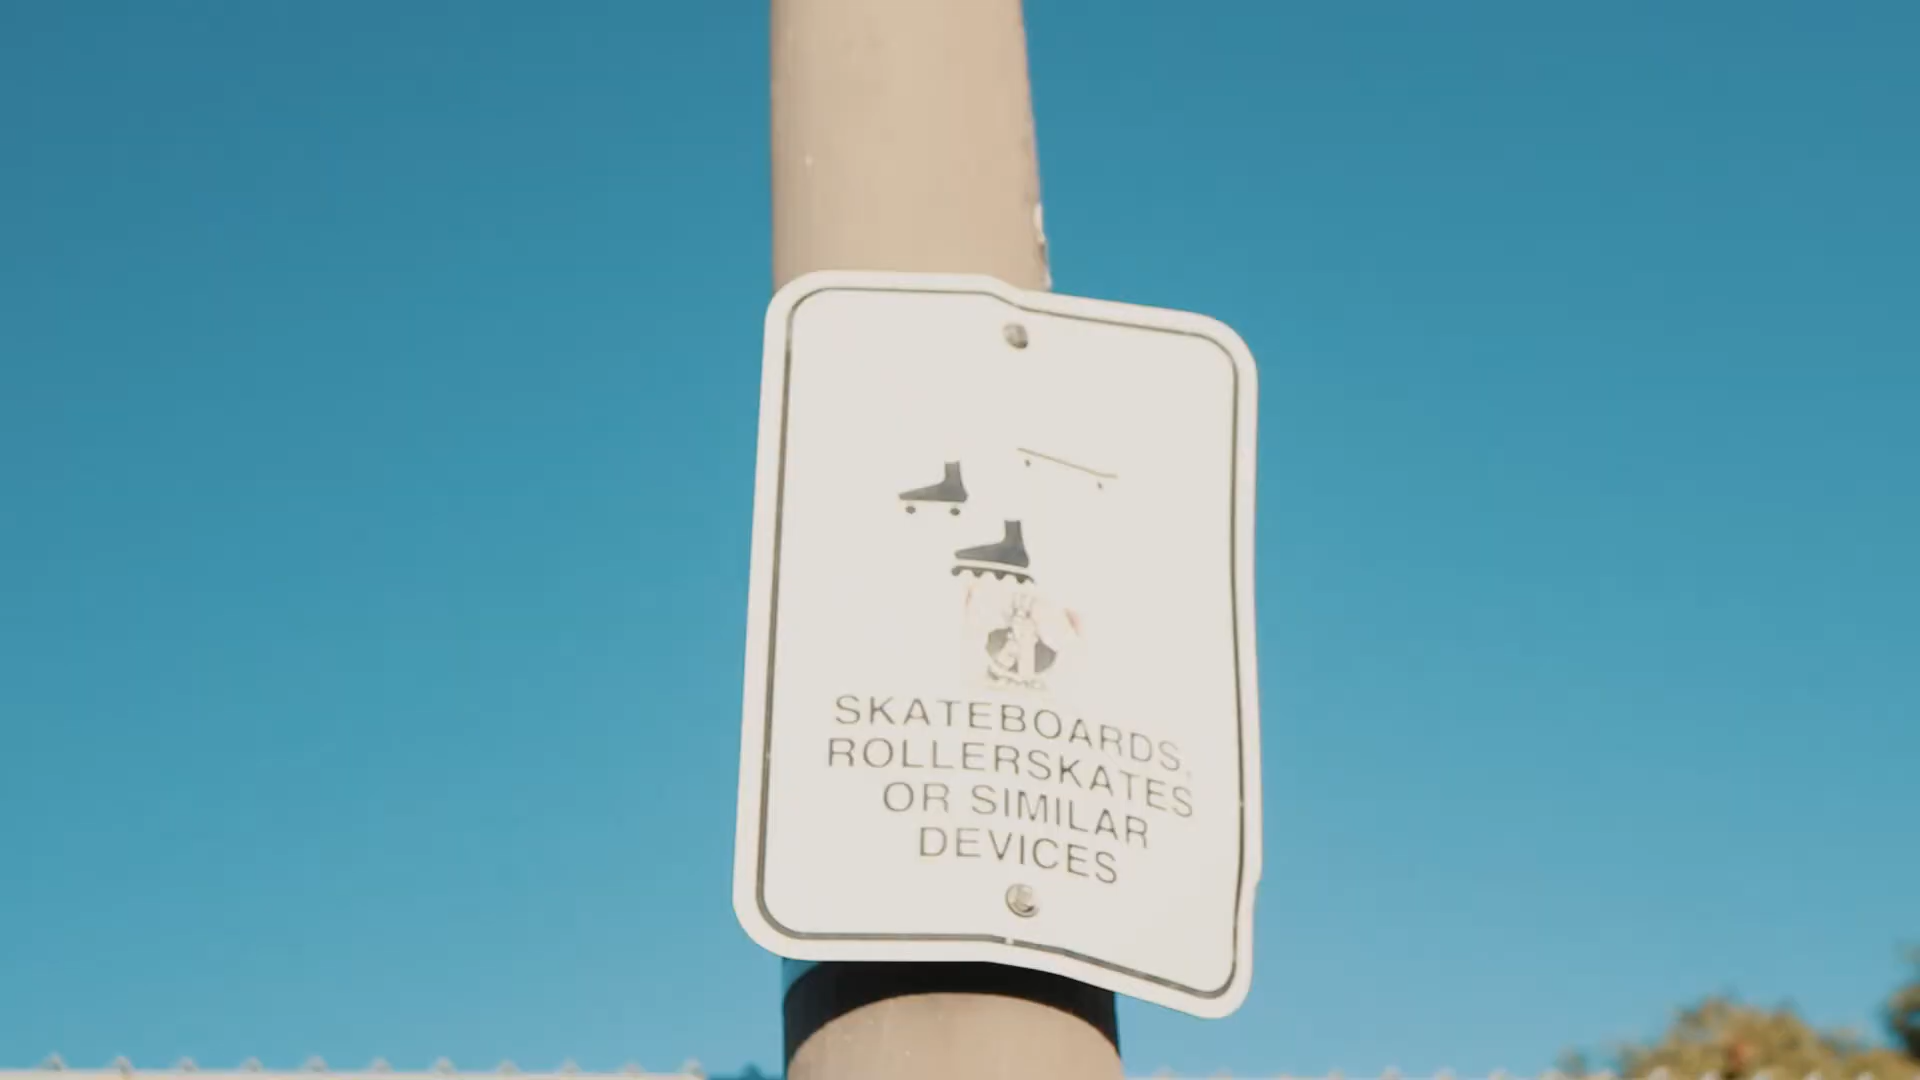 SKATEBOARDS,
ROLLERSKATES
OR SIMILAR
DEVICES